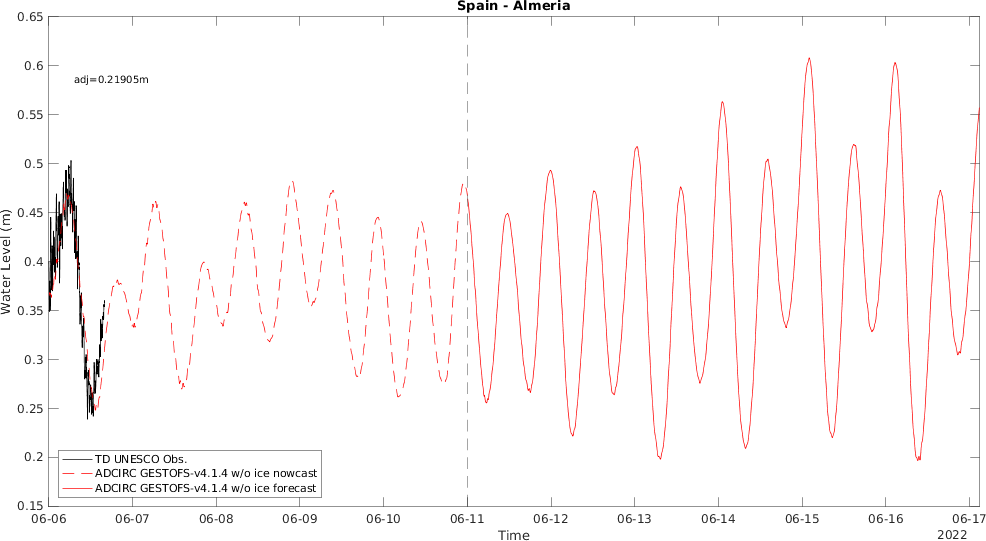 Spain - Almeria
0.65
0.6
adj=0.21905m
0.55
0.5
0.45
0.4
0.35
0.3
0.25
0.2
0.15
Water Level (m)
TD UNESCO Obs.
ADCIRC GESTOFS-v4.1.4 w/o ice nowcast
ADCIRC GESTOFS-v4.1.4 w/o ice forecast
06-06 06-07 06-08 06-09 06-10 06-11 06-12 06-13 06-14 06-15 06-16 06-17
Time
2022